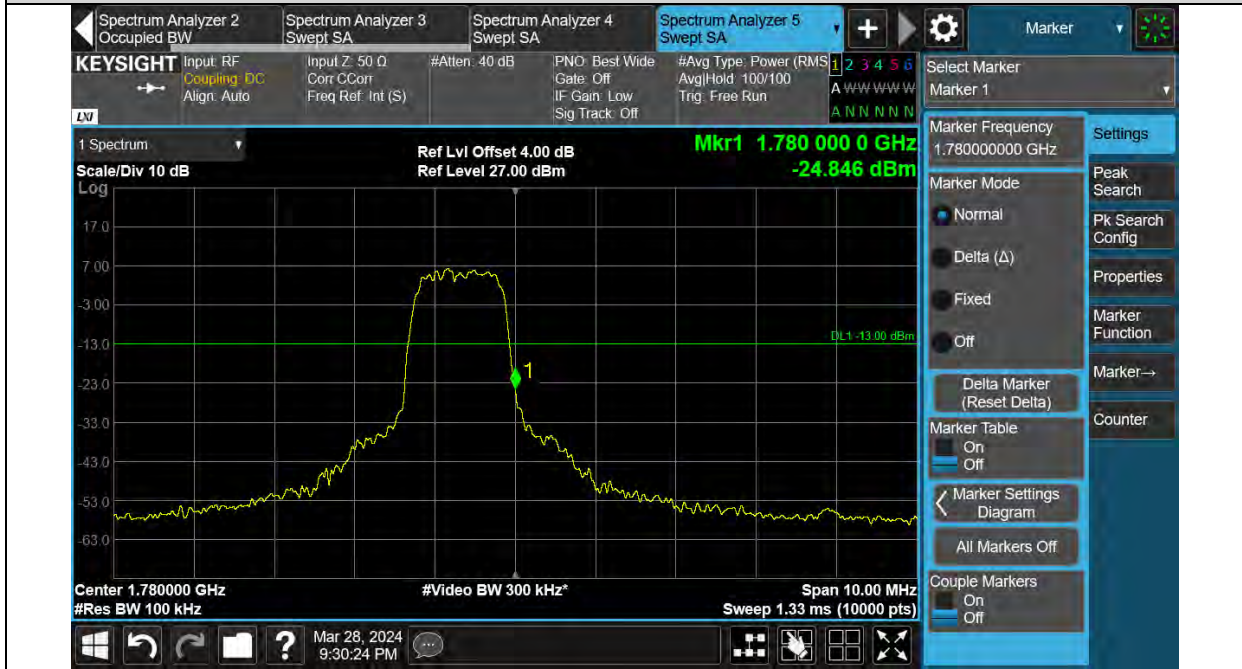 Spectrum Analyzer 2
Occupied BW
Spectrum Analyzer 3
Swept SA
Spectrum Analyzer 4
Swept SA
Spectrum Analyzer 5
Swept SA
Marker
KEYSIGHT
LXI
Input: RF
Coupling: DC
Align: Auto
Input Z: 50 Ω
Corr CCorr
Freq Ref: Int (S)
#Atten: 40 dB
PNO: Best Wide
Gate: Off
IF Gain: Low
Sig Track: Off
#Avg Type: Power (RMS
Avg|Hold: 100/100
Trig: Free Run
1 2 3 4 5 6
A W W W W W
A N N N N N
Select Marker
Marker 1
1 Spectrum
Scale/Div 10 dB
Log
Ref Lvl Offset 4.00 dB
Ref Level 27.00 dBm
Mkr1 1.780 000 0 GHz
-24.846 dBm
17.0
7.00
-3.00
-13.0
-23.0
-33.0
-43.0
-53.0
-63.0
DL1 -13.00 dBm
1
Center 1.780000 GHz
#Res BW 100 kHz
#Video BW 300 kHz*
Span 10.00 MHz
Sweep 1.33 ms (10000 pts)
Marker Frequency
1.780000000 GHz
Marker Mode
Normal
Delta (Δ)
Fixed
Off
Delta Marker
(Reset Delta)
Marker Table
On
Off
Marker Settings
Diagram
All Markers Off
Couple Markers
On
Off
Settings
Peak
Search
Pk Search
Config
Properties
Marker
Function
Marker→
Counter
?
Mar 28, 2024
9:30:24 PM